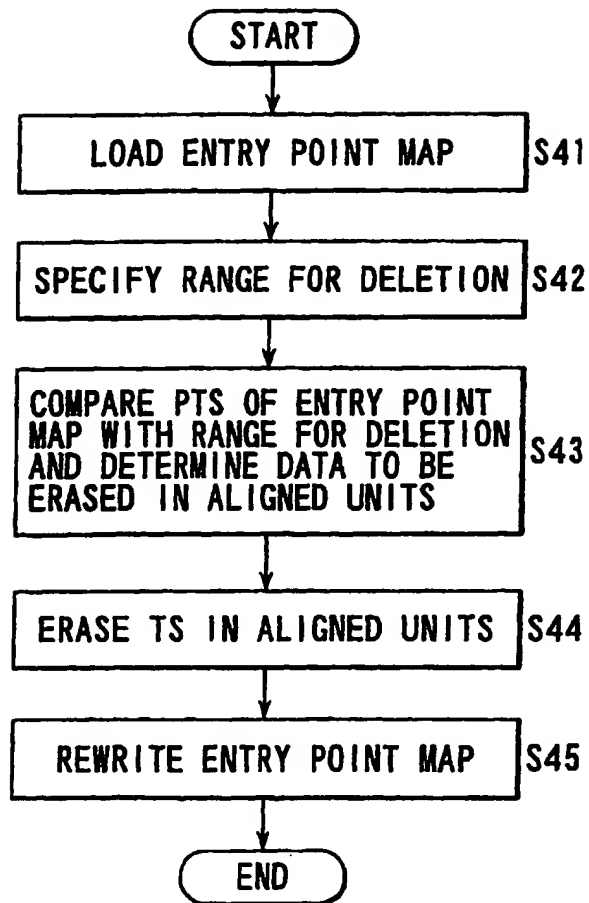 START
LOAD ENTRY POINT MAP S41
SPECIFY RANGE FOR DELETION S42
COMPARE PTS OF ENTRY POINT
MAP WITH RANGE FOR DELETION
AND DETERMINE DATA TO BE
ERASED IN ALIGNED UNITS
S43
ERASE TS IN ALIGNED UNITS S44
REWRITE ENTRY POINT MAP S45
END